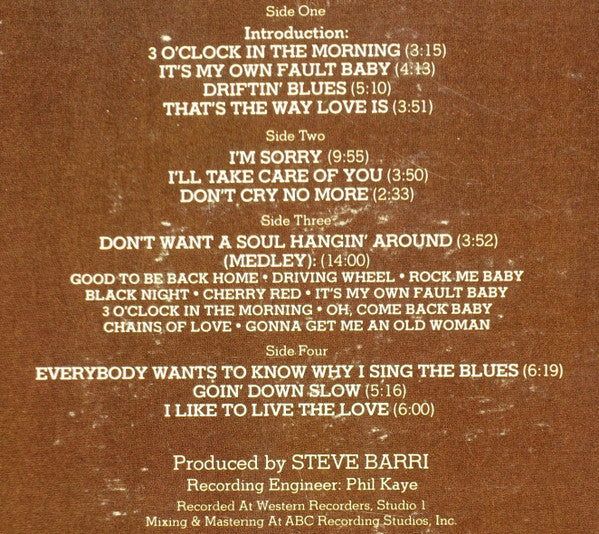 Side One
Introduction:
3 O'CLOCK IN THE MORNING (3:15)
IT'S MY OWN FAULT BABY (4:13)
DRIFTIN' BLUES (5:10)
THAT'S THE WAY LOVE IS (3:51)
Side Two
I'M SORRY (9:55)
I'LL TAKE CARE OF YOU (3:50)
DON'T CRY NO MORE (2:33)
Side Three
DON'T WANT A SOUL HANGIN' AROUND (3:52)
(MEDLEY): (14:00)
GOOD TO BE BACK HOME • DRIVING WHEEL • ROCK ME BABY
BLACK NIGHT • CHERRY RED • IT'S MY OWN FAULT BABY
3 O'CLOCK IN THE MORNING • OH, COME BACK BABY
CHAINS OF LOVE • GONNA GET ME AN OLD WOMAN
Side Four
EVERYBODY WANTS TO KNOW WHY I SING THE BLUES (6:19)
GOIN' DOWN SLOW (5:16)
I LIKE TO LIVE THE LOVE (6:00)
Produced by STEVE BARRI
Recording Engineer: Phil Kaye
Recorded At Western Recorders, Studio 1
Mixing & Mastering At ABC Recording Studios, Inc.